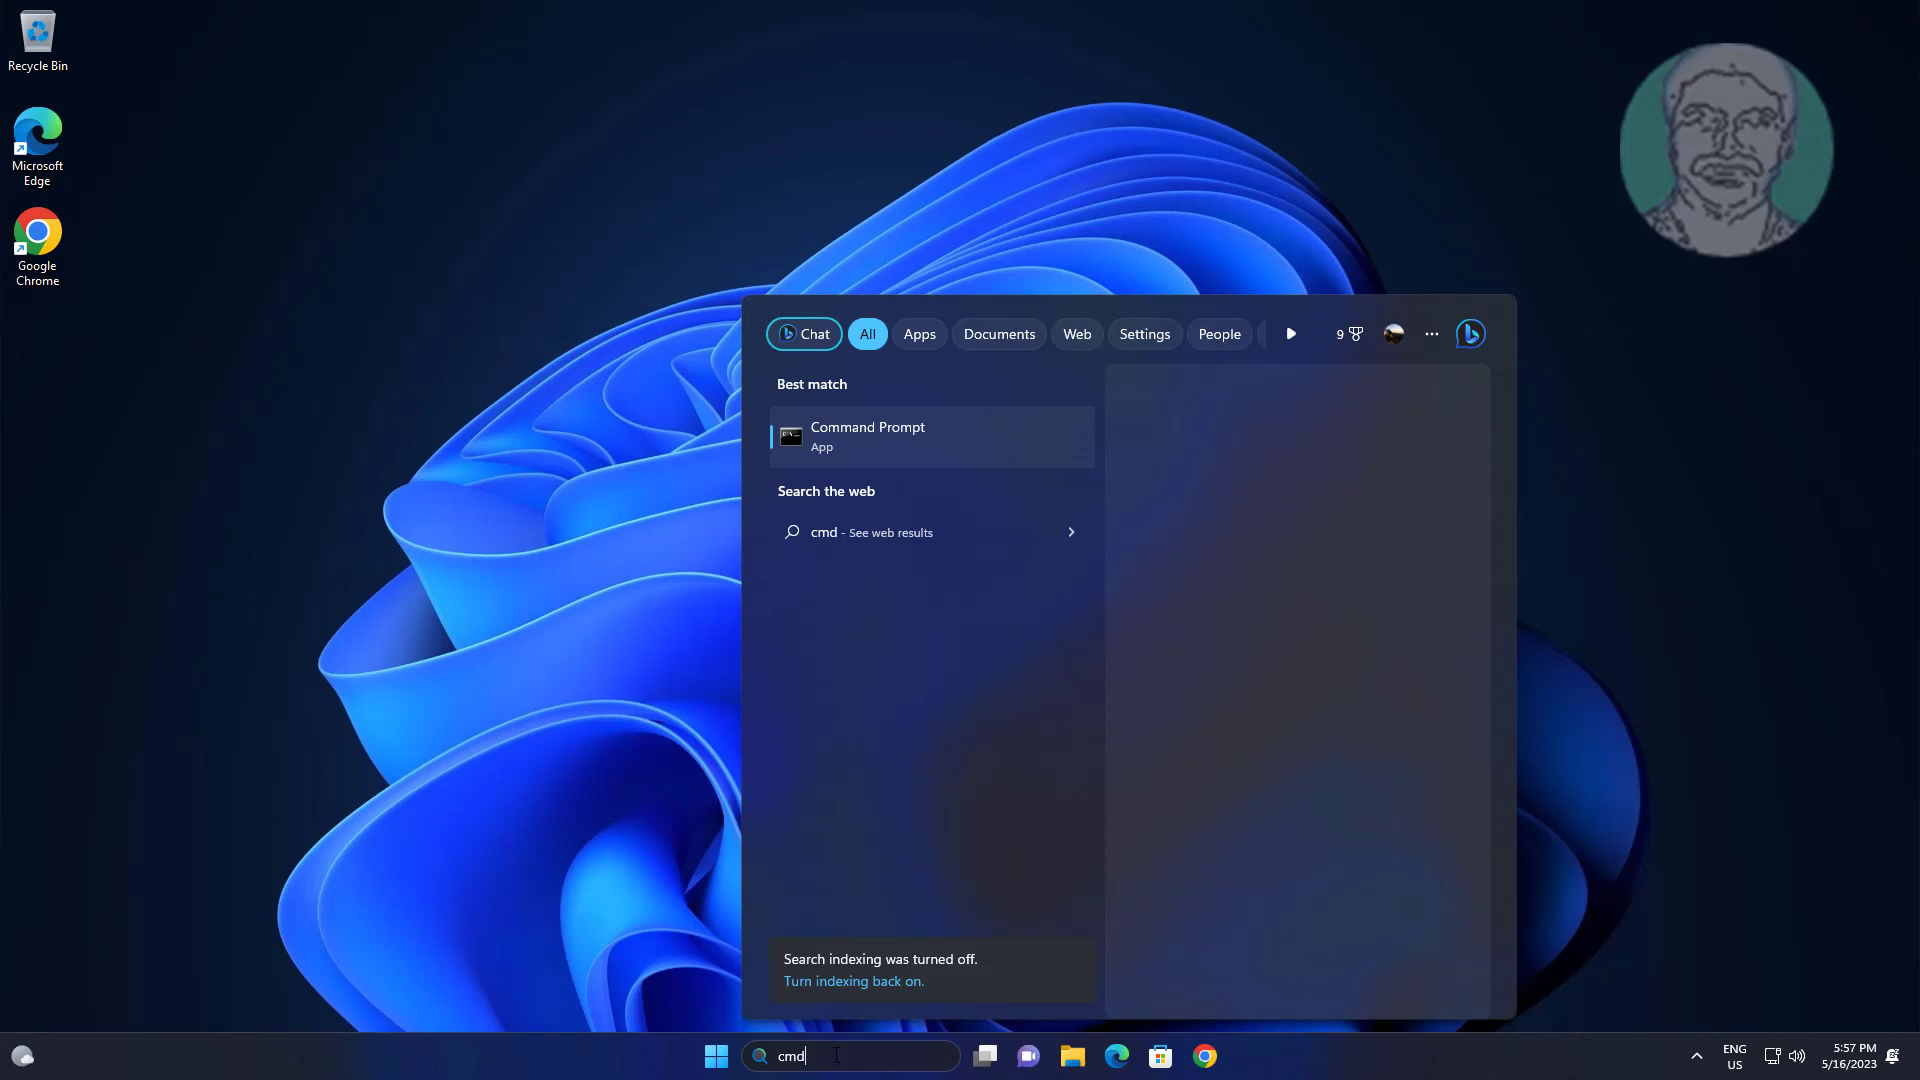 Recycle Bin
Microsoft
Edge
Google
Chrome
Chat
All
Apps
Documents
Web
Settings
People
9
Best match
Command Prompt
App
Search the web
cmd - See web results
Search indexing was turned off.
Turn indexing back on.
cmd
ENG
US
5:57 PM
5/16/2023